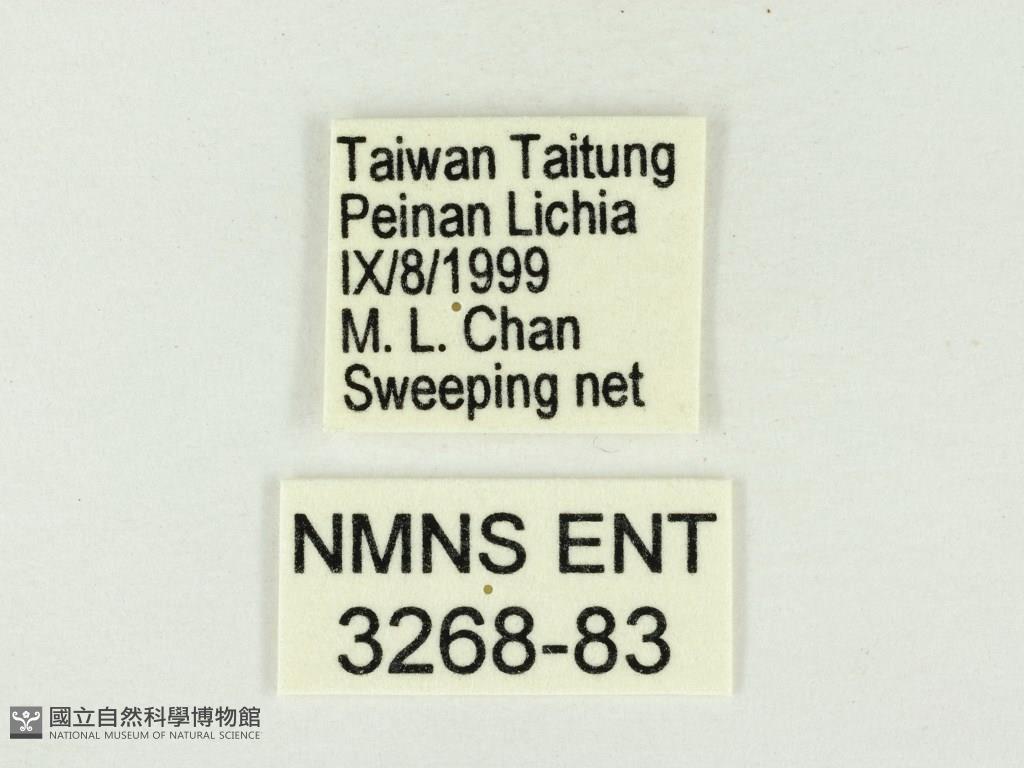 Taiwan Taitung
Peinan Lichia
IX/8/1999
M. L. Chan
Sweeping net
NMNS ENT
3268-83
國立自然科學博物館
NATIONAL MUSEUM OF NATURAL SCIENCE